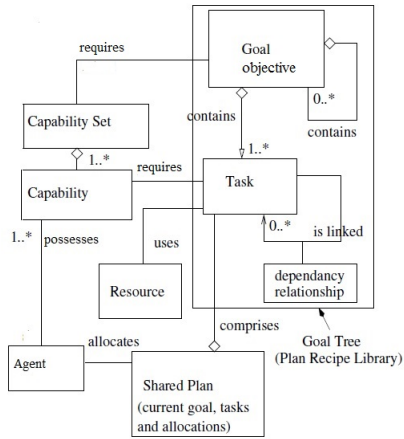 requires
Goal
objective
0..*
contains
contains
Capability Set
1..*
1..*
requires
Capability
Task
0..*
is linked
1..*
possesses
uses
dependancy
relationship
Resource
comprises
Goal Tree
(Plan Recipe Library)
allocates
Agent
Shared Plan
(current goal, tasks
and allocations)